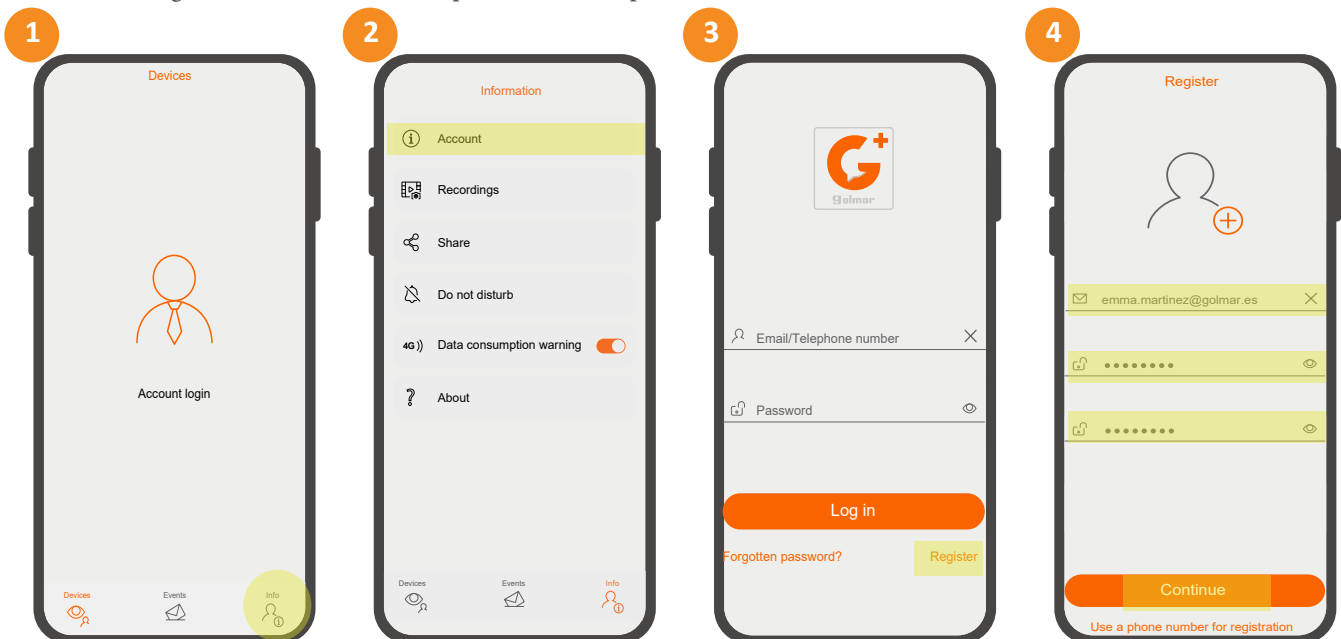 1
Devices
Account login
Devices
Events
Info
2
Information
Account
Recordings
Share
Do not disturb
4G Data consumption warning
About
Devices
Events
Info
3
G+
golmar
Email/Telephone number
Password
Log in
Forgotten password?
Register
4
Register
emma.martinez@golmar.es
Continue
Use a phone number for registration